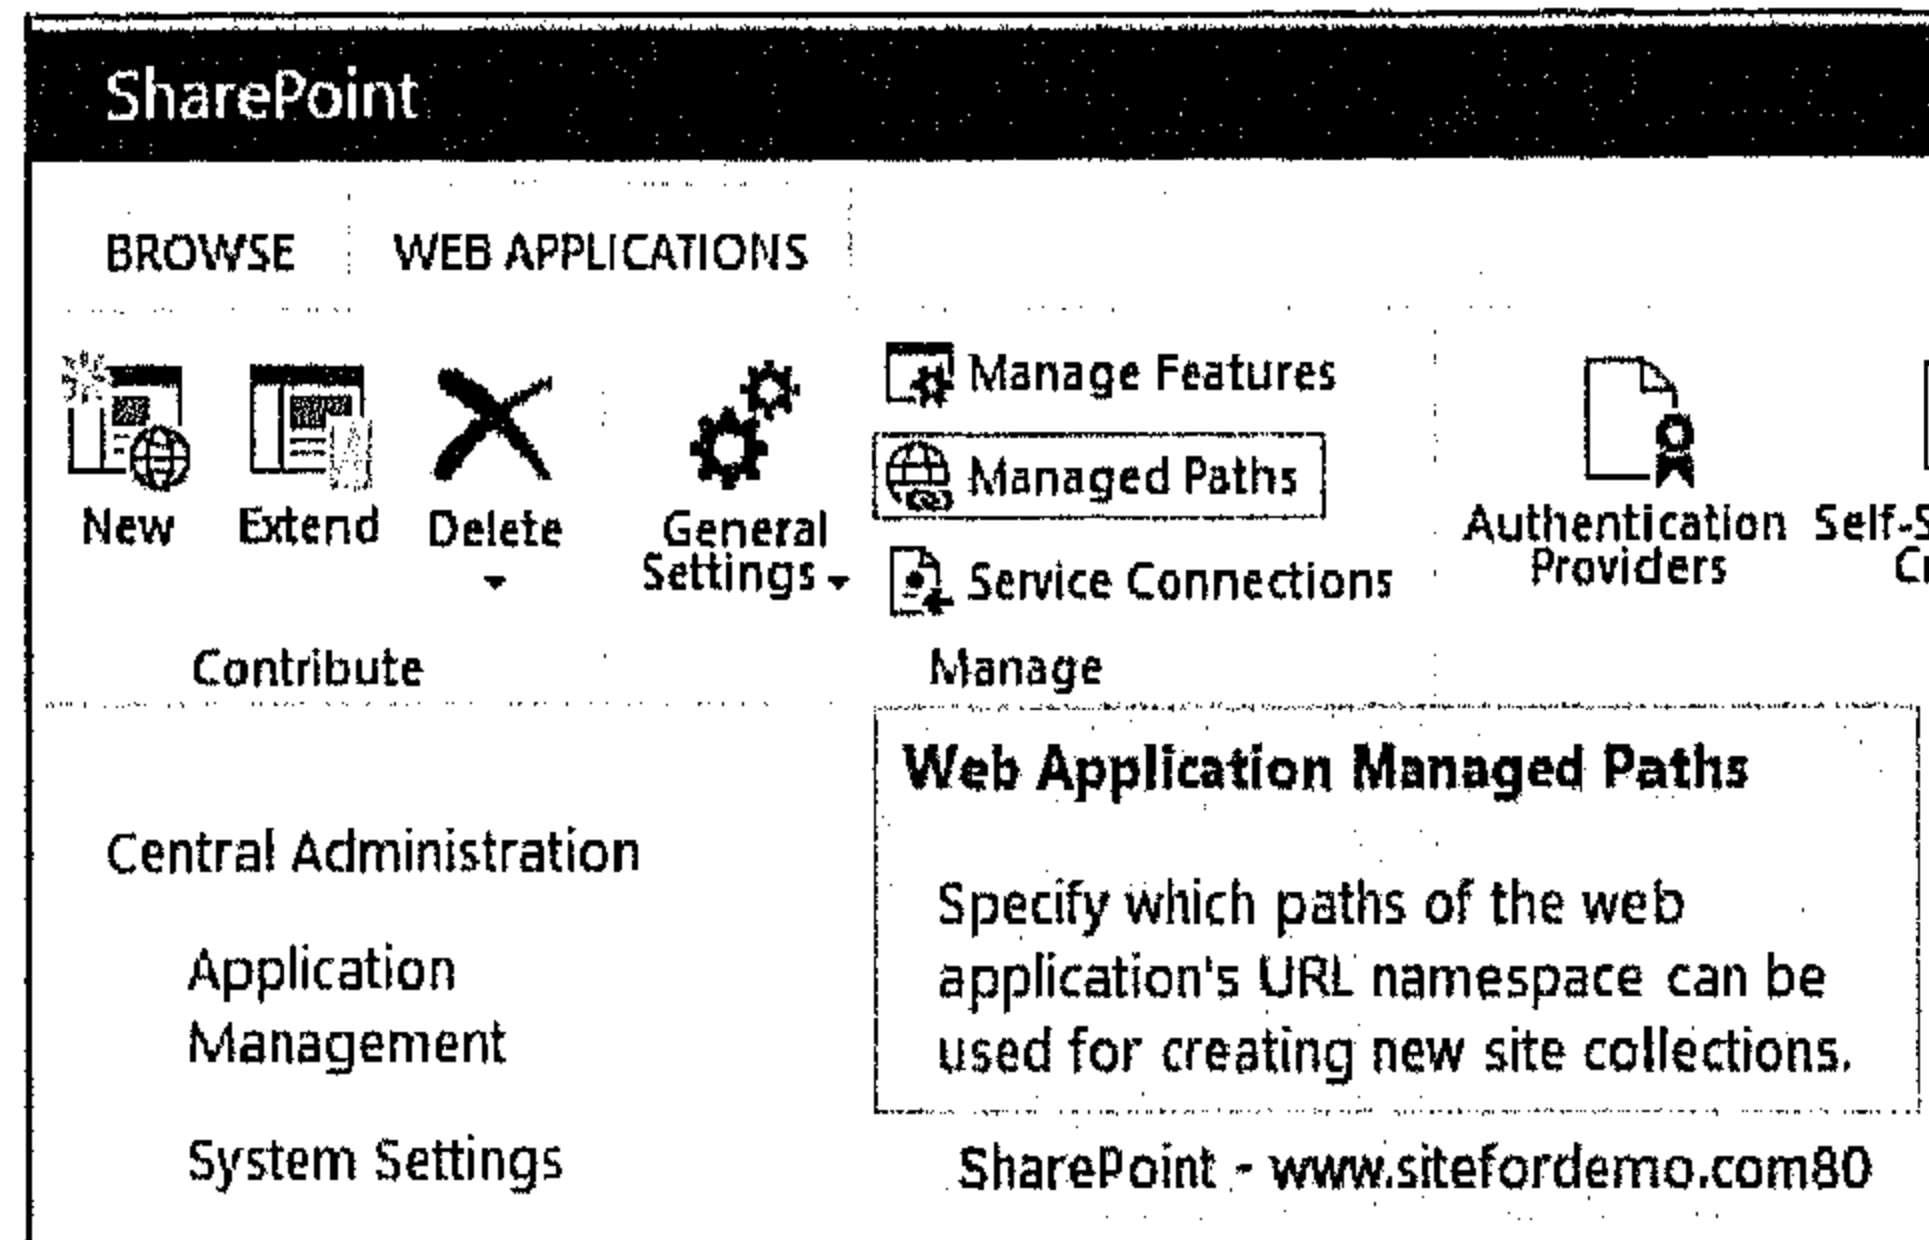 SharePoint
BROWSE WEB APPLICATIONS
New
Extend
Delete
General
Settings
Manage Features
Managed Paths
Service Connections
Authentication
Providers
Contribute
Manage
Web Application Managed Paths
Specify which paths of the web
application's URL namespace can be
used for creating new site collections.
Central Administration
Application
Management
System Settings
SharePoint - www.sitefordemo.com80